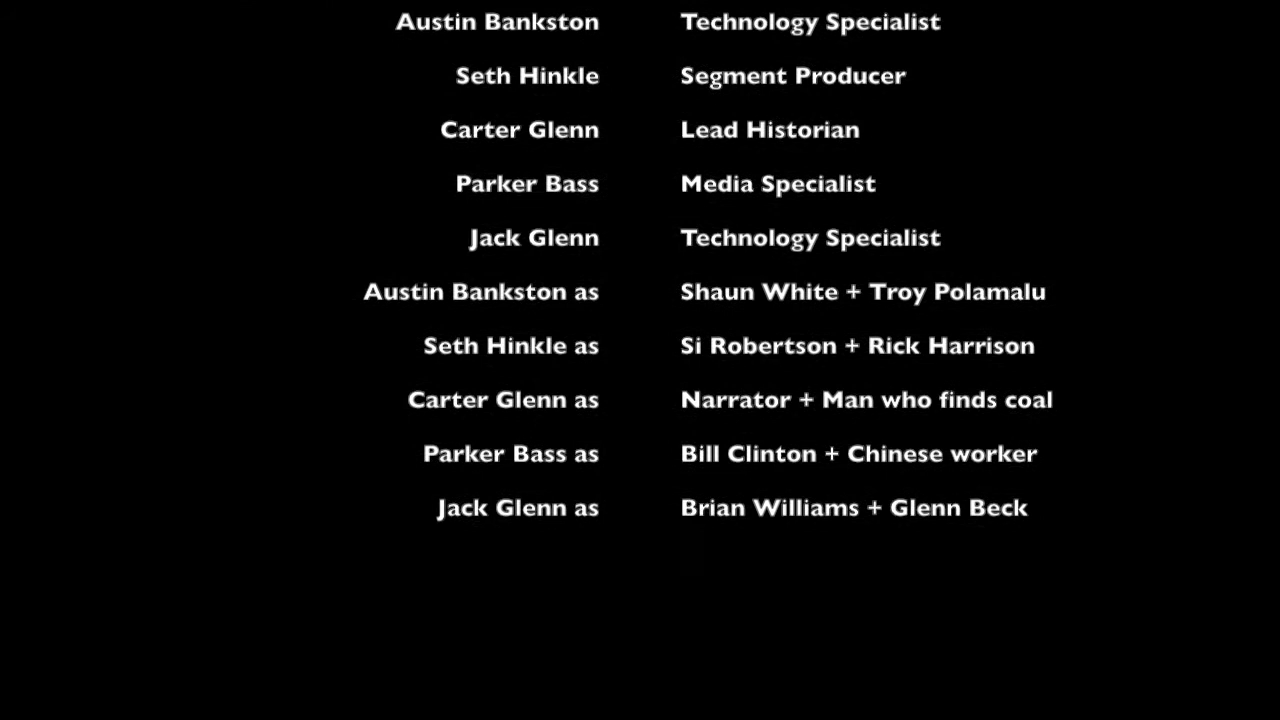 Austin Bankston Technology Specialist
Seth Hinkle Segment Producer
Carter Glenn Lead Historian
Parker Bass Media Specialist
Jack Glenn Technology Specialist
Austin Bankston as Shaun White + Troy Polamalu
Seth Hinkle as Si Robertson + Rick Harrison
Carter Glenn as Narrator + Man who finds coal
Parker Bass as Bill Clinton + Chinese worker
Jack Glenn as Brian Williams + Glenn Beck